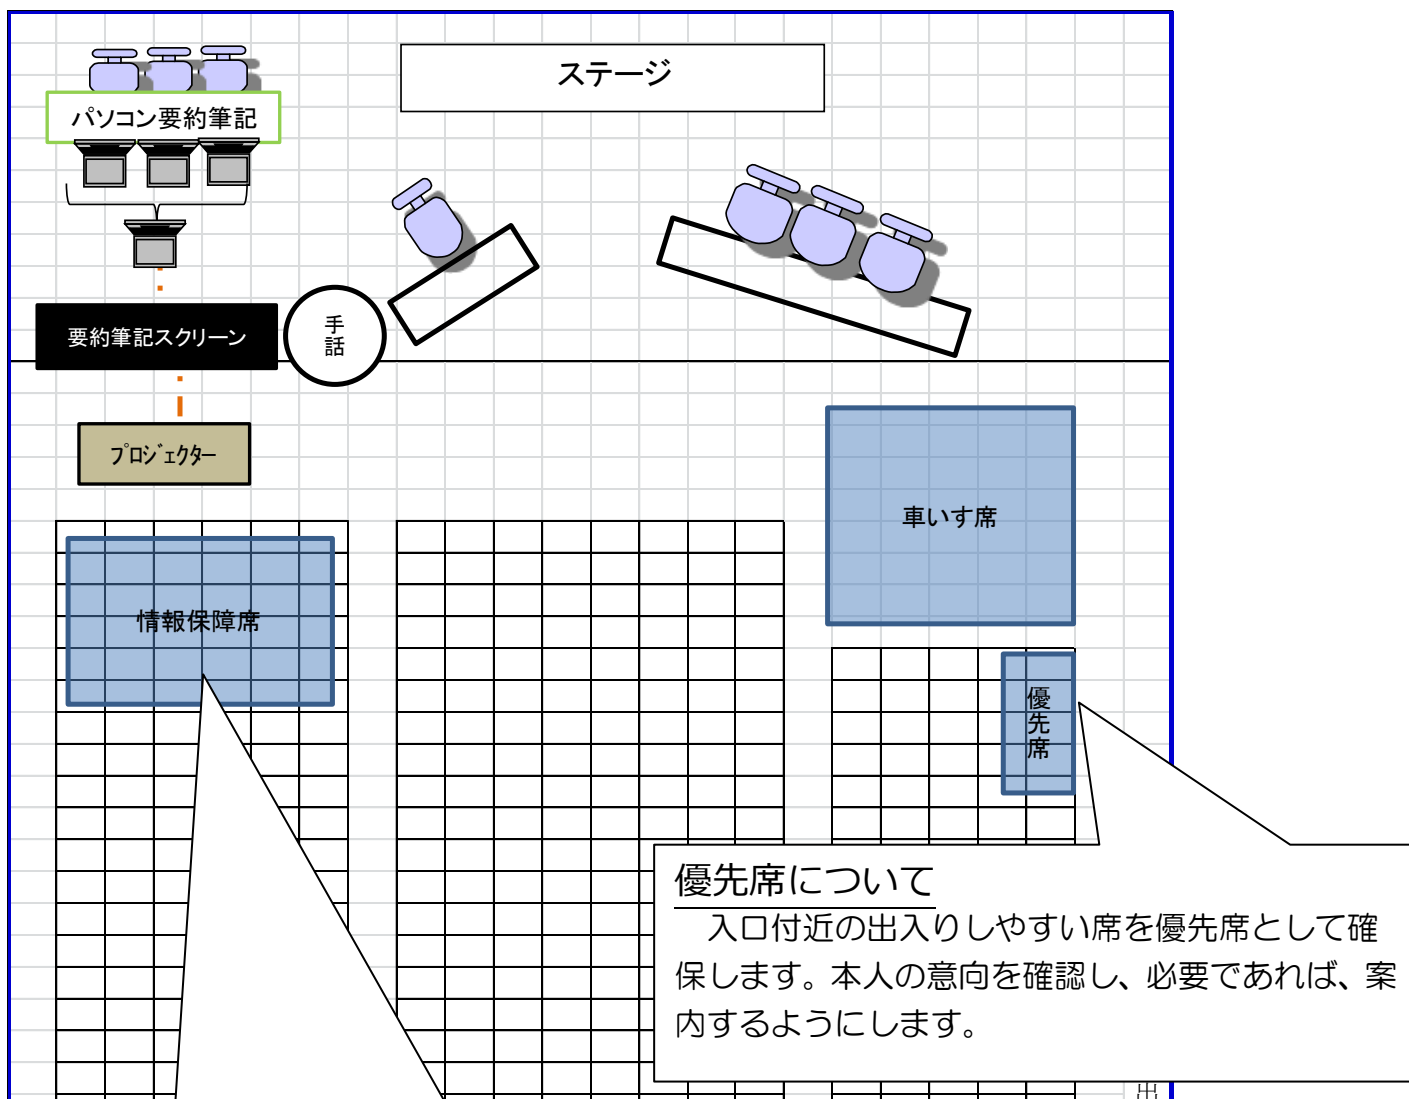 ステージ
パソコン要約筆記
要約筆記スクリーン
手話
プロジェクター
車いす席
情報保障席
優先席
優先席について
入口付近の出入りしやすい席を優先席として確
保します。本人の意向を確認し、必要であれば、案
内するようにします。
出